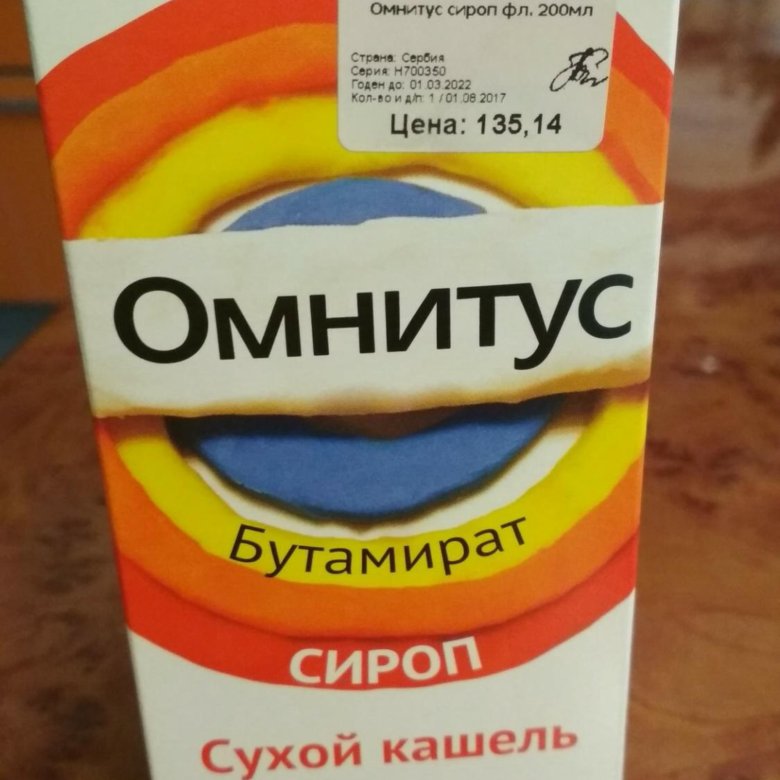 Омнитус сироп фл. 200мл
Страна: Сербия
Серия: Н700350
Годен до: 01.03.2022
Кол-во и д/п: 1 / 01.08.2017
Цена: 135,14
Омнитус
Бутамират
СИРОП
Сухой кашель